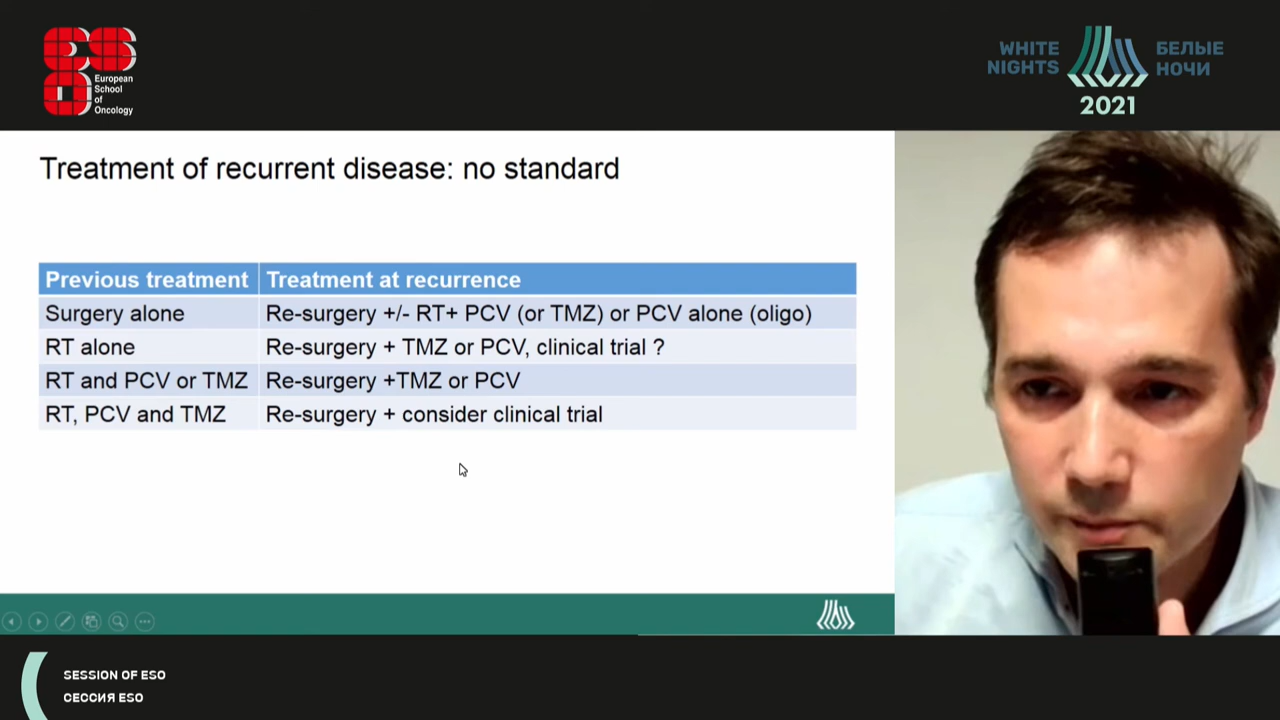 European
School
of
Oncology
WHITE
NIGHTS
БЕЛЫЕ
НОЧИ
2021
Treatment of recurrent disease: no standard
Previous treatment Treatment at recurrence
Surgery alone Re-surgery +/- RT+ PCV (or TMZ) or PCV alone (oligo)
RT alone Re-surgery + TMZ or PCV, clinical trial ?
RT and PCV or TMZ Re-surgery +TMZ or PCV
RT, PCV and TMZ Re-surgery + consider clinical trial
SESSION OF ESO
СЕССИЯ ESO